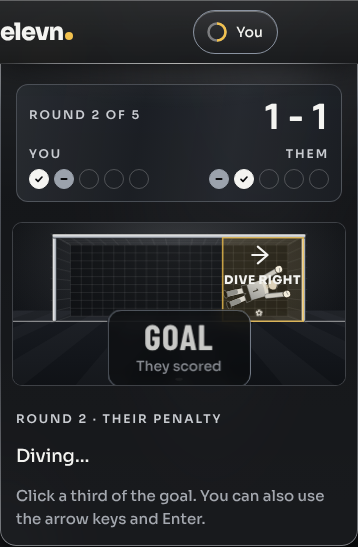 elevn.
You
ROUND 2 OF 5
1 - 1
YOU
THEM
DIVE RIGHT
GOAL
They scored
ROUND 2 · THEIR PENALTY
Diving...
Click a third of the goal. You can also use
the arrow keys and Enter.